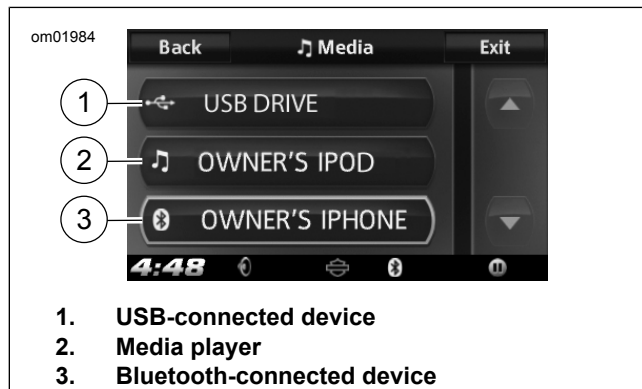 om01984
Back Media Exit
1 USB DRIVE
2 OWNER'S IPOD
3 OWNER'S IPHONE
4:48
1. USB-connected device
2. Media player
3. Bluetooth-connected device